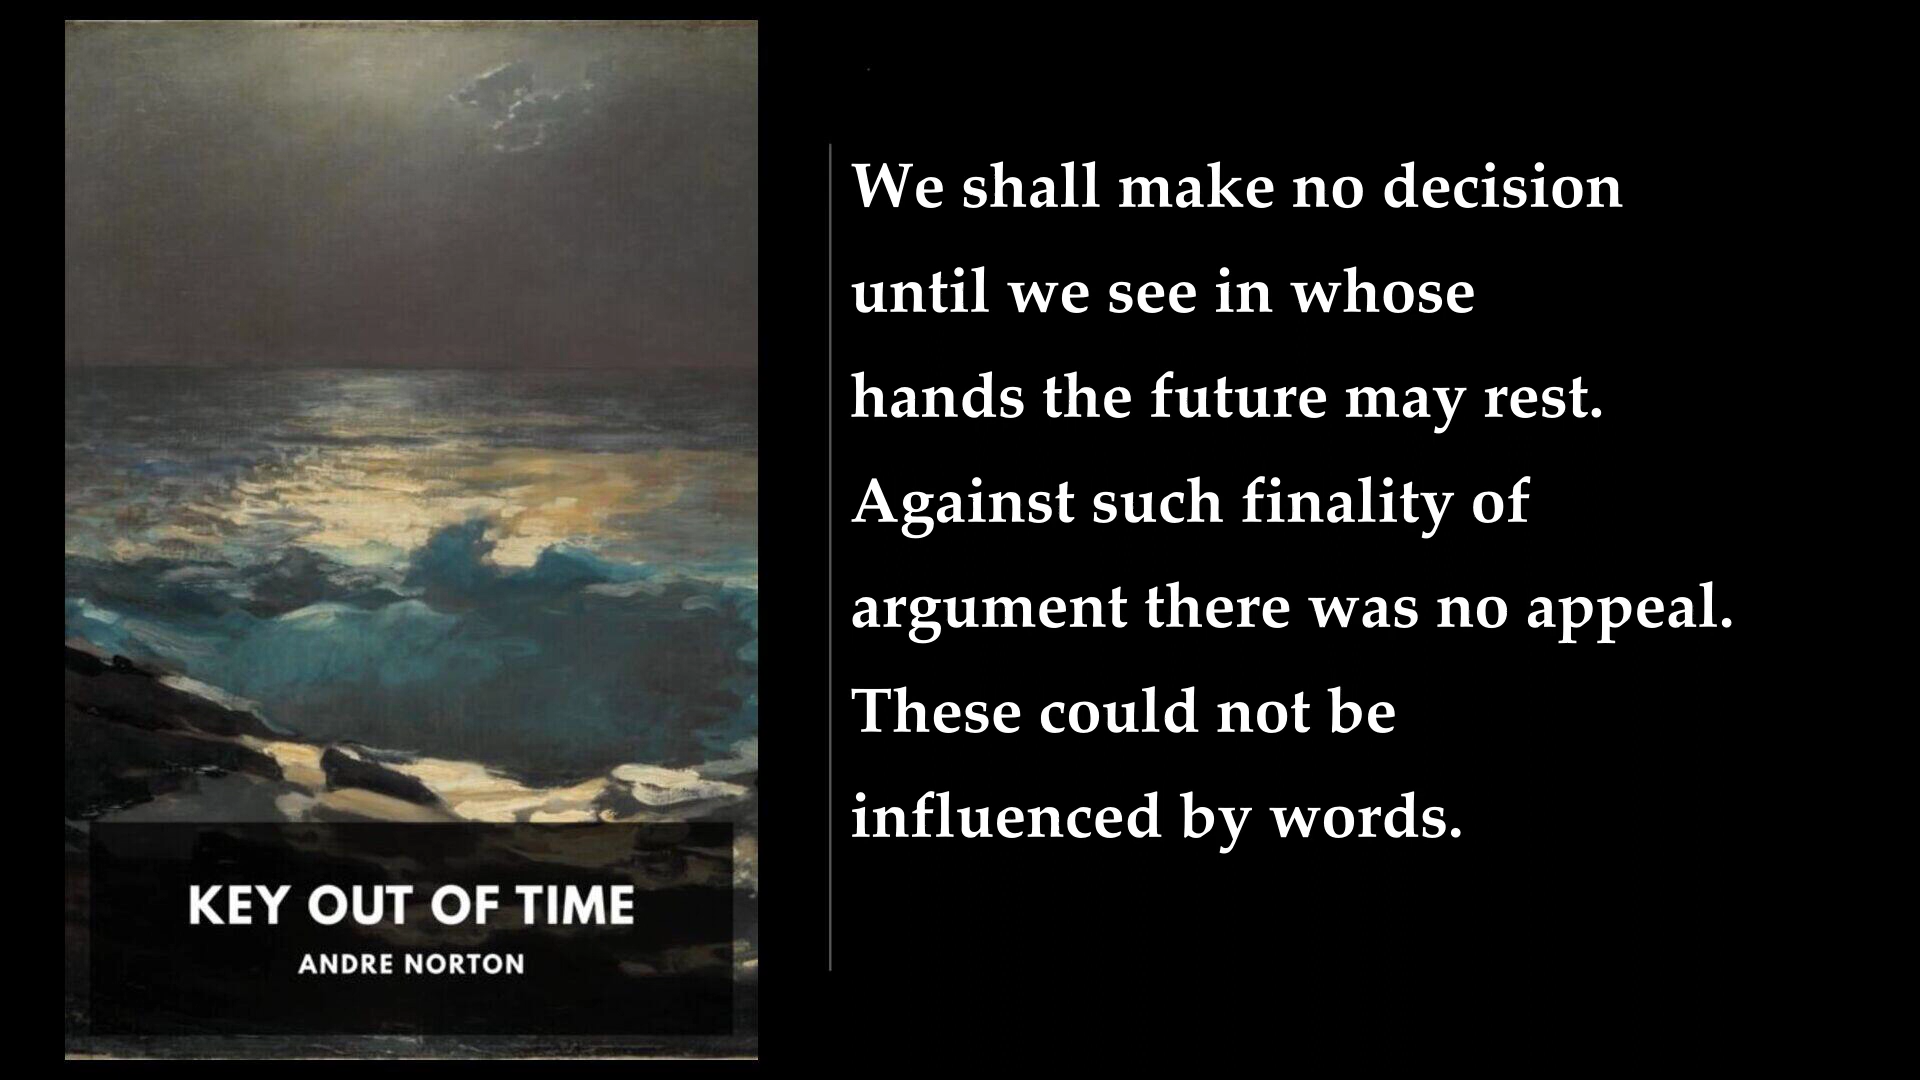 KEY OUT OF TIME
ANDRE NORTON
We shall make no decision
until we see in whose
hands the future may rest.
Against such finality of
argument there was no appeal.
These could not be
influenced by words.